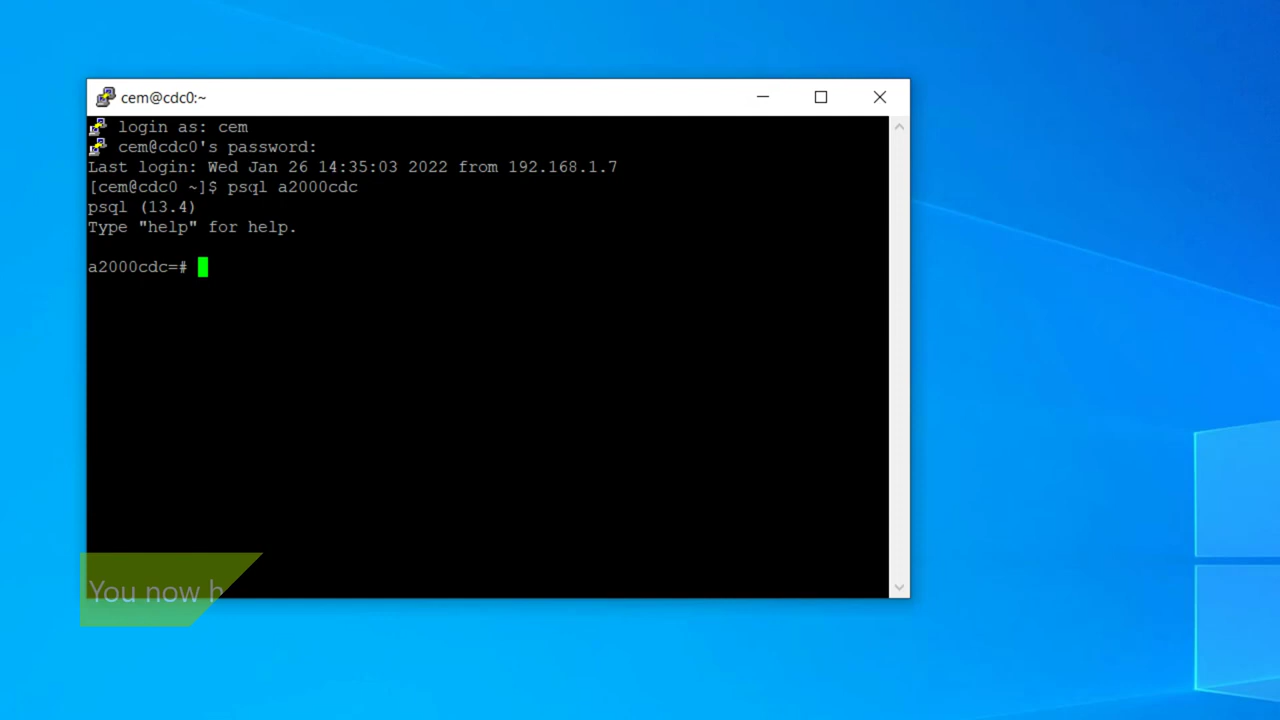 cem@cdc0:~
login as: cem
cem@cdc0's password:
Last login: Wed Jan 26 14:35:03 2022 from 192.168.1.7
[cem@cdc0 ~]$ psql a2000cdc
psql (13.4)
Type "help" for help.
a2000cdc=#
You now